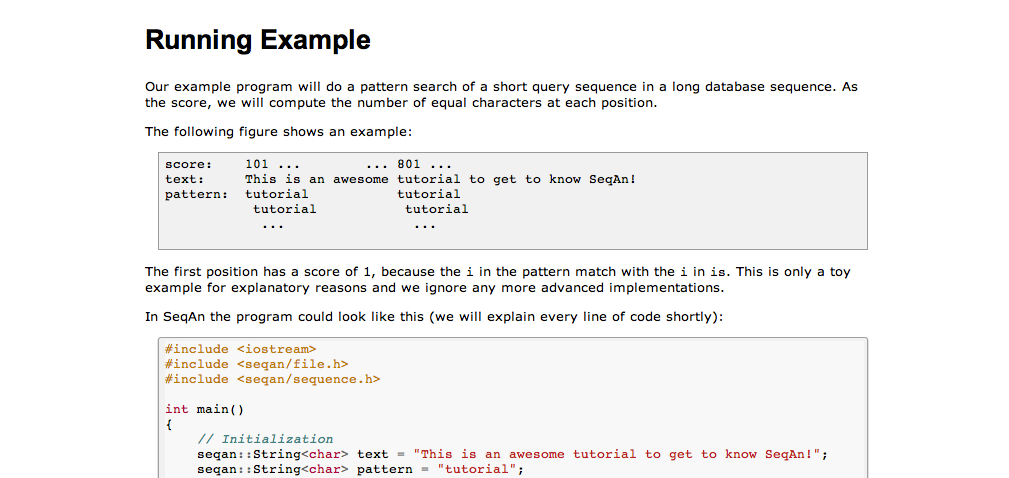 Running Example
Our example program will do a pattern search of a short query sequence in a long database sequence. As
the score, we will compute the number of equal characters at each position.
The following figure shows an example:
score:    101 ...        ... 801 ...
text:     This is an awesome tutorial to get to know SeqAn!
pattern:  tutorial           tutorial
           tutorial           tutorial
            ...                ...
The first position has a score of 1, because the i in the pattern match with the i in is. This is only a toy
example for explanatory reasons and we ignore any more advanced implementations.
In SeqAn the program could look like this (we will explain every line of code shortly):
#include <iostream>
#include <seqan/file.h>
#include <seqan/sequence.h>
int main()
{
    // Initialization
    seqan::String<char> text = "This is an awesome tutorial to get to know SeqAn!";
    seqan::String<char> pattern = "tutorial";